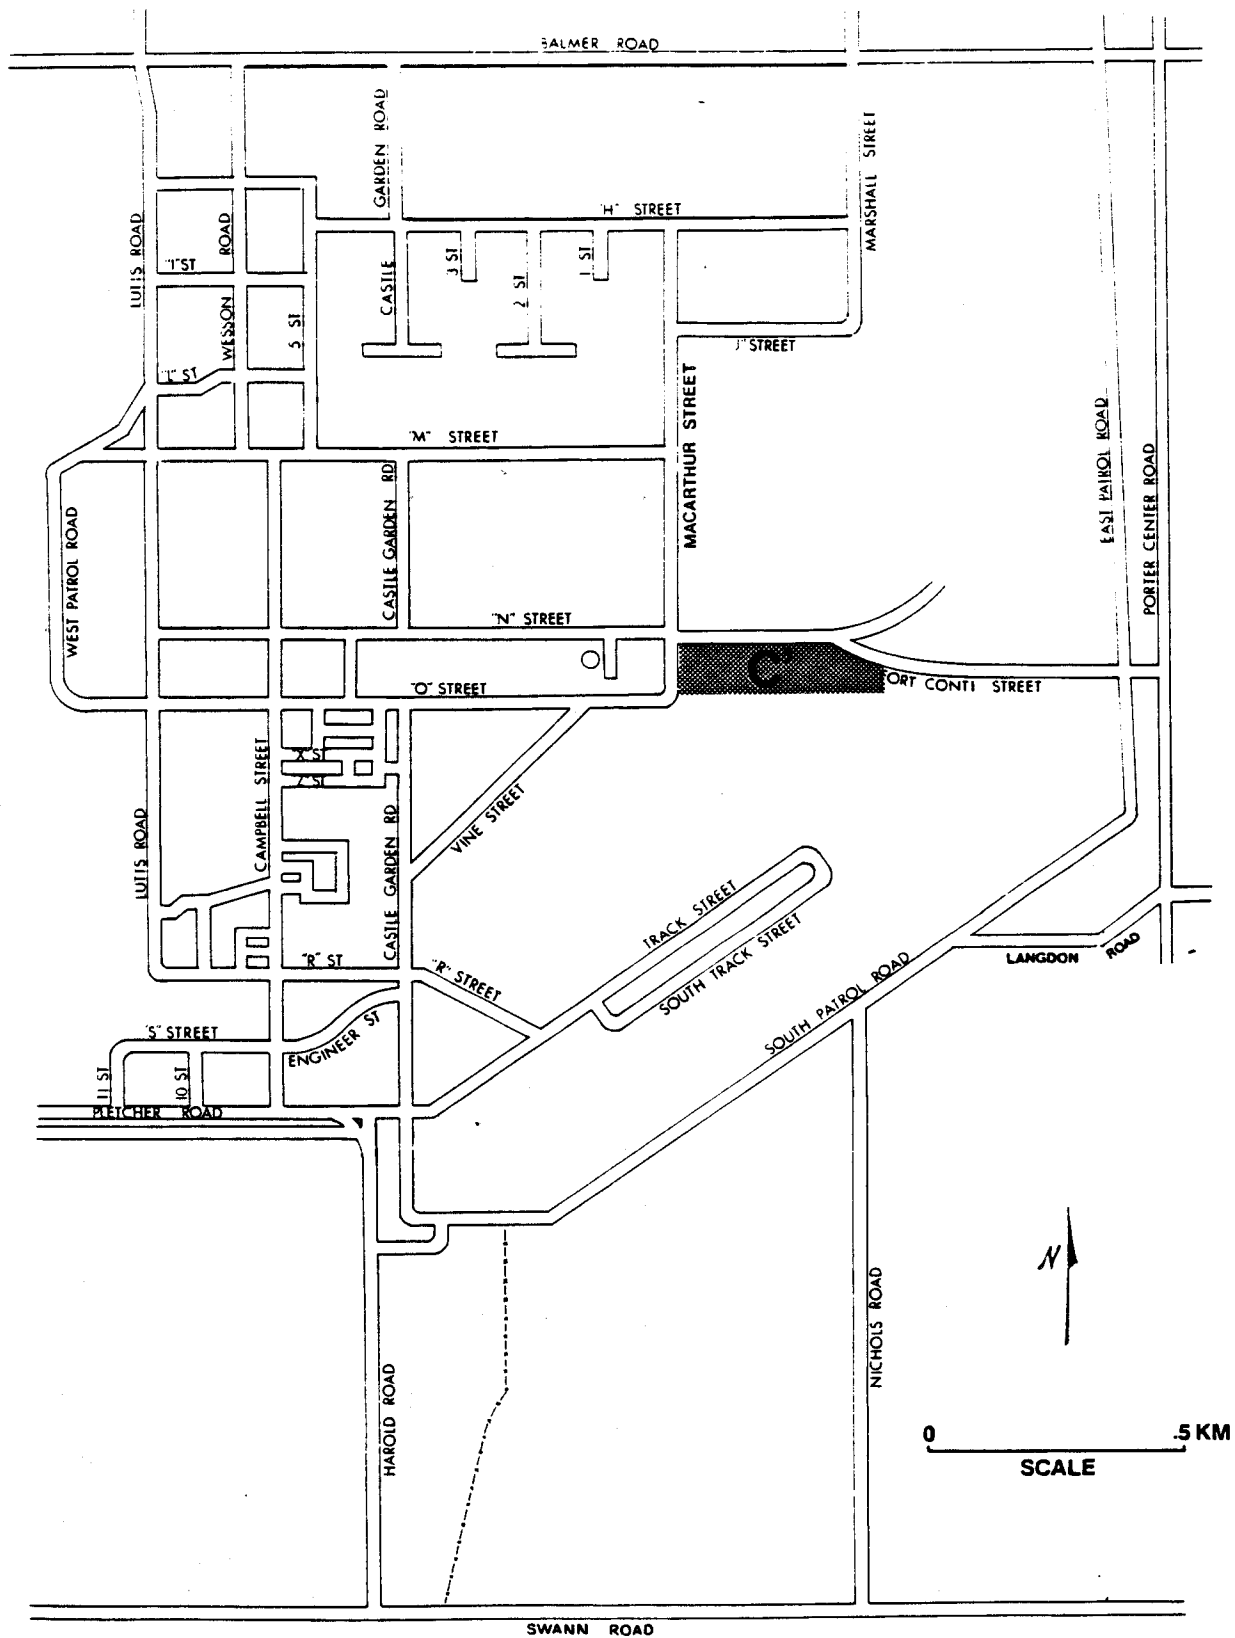 BALMER ROAD
GARDEN ROAD
MARSHALL STREET
"H" STREET
LUTTS ROAD
ROAD
"I" ST
3 ST
1 ST
2 ST
CASTLE
WESSON
5 ST
"J" STREET
"L" ST
"M" STREET
MACARTHUR STREET
EAST PATROL ROAD
PORTER CENTER ROAD
CASTLE GARDEN RD
WEST PATROL ROAD
"N" STREET
C'
"O" STREET
FORT CONTI STREET
CAMPBELL STREET
"X" ST
"Z" ST
VINE STREET
LUTTS ROAD
CASTLE GARDEN RD
TRACK STREET
SOUTH TRACK STREET
"R" ST
"R" STREET
LANGDON ROAD
SOUTH PATROL ROAD
"S" STREET
ENGINEER ST
11 ST
10 ST
PLETCHER ROAD
N
NICHOLS ROAD
HAROLD ROAD
0 .5 KM
SCALE
SWANN ROAD